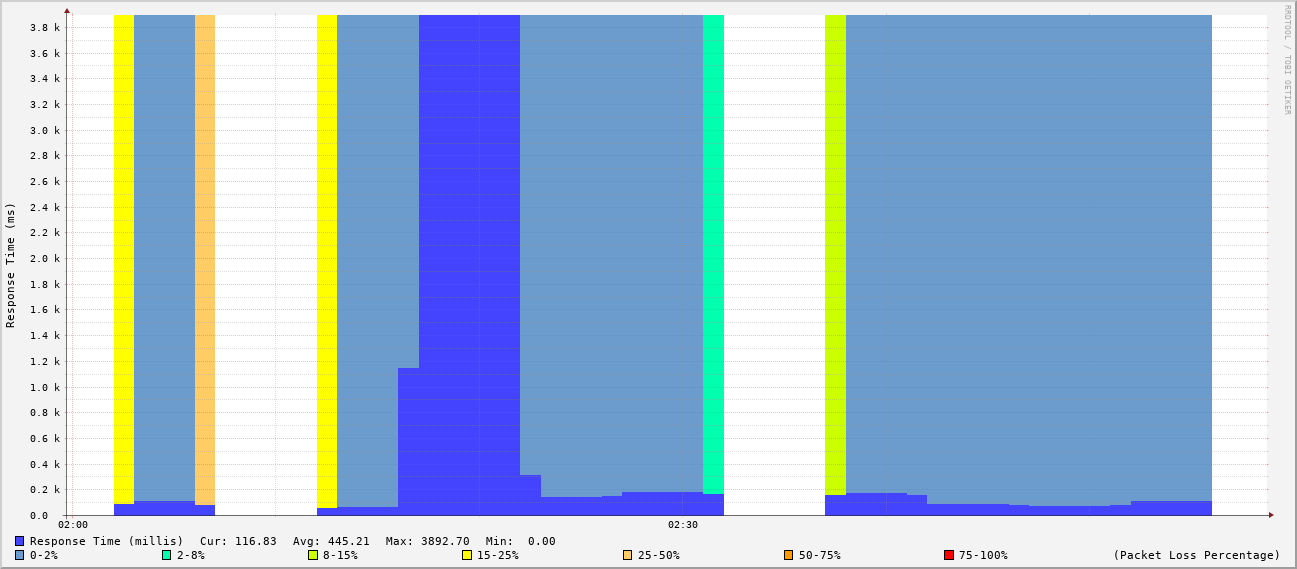 RRDTOOL / TOBI OETIKER
Response Time (ms)
3.8 k
3.6 k
3.4 k
3.2 k
3.0 k
2.8 k
2.6 k
2.4 k
2.2 k
2.0 k
1.8 k
1.6 k
1.4 k
1.2 k
1.0 k
0.8 k
0.6 k
0.4 k
0.2 k
0.0
02:00 02:30
Response Time (millis) Cur: 116.83 Avg: 445.21 Max: 3892.70 Min: 0.00
0-2% 2-8% 8-15% 15-25% 25-50% 50-75% 75-100% (Packet Loss Percentage)